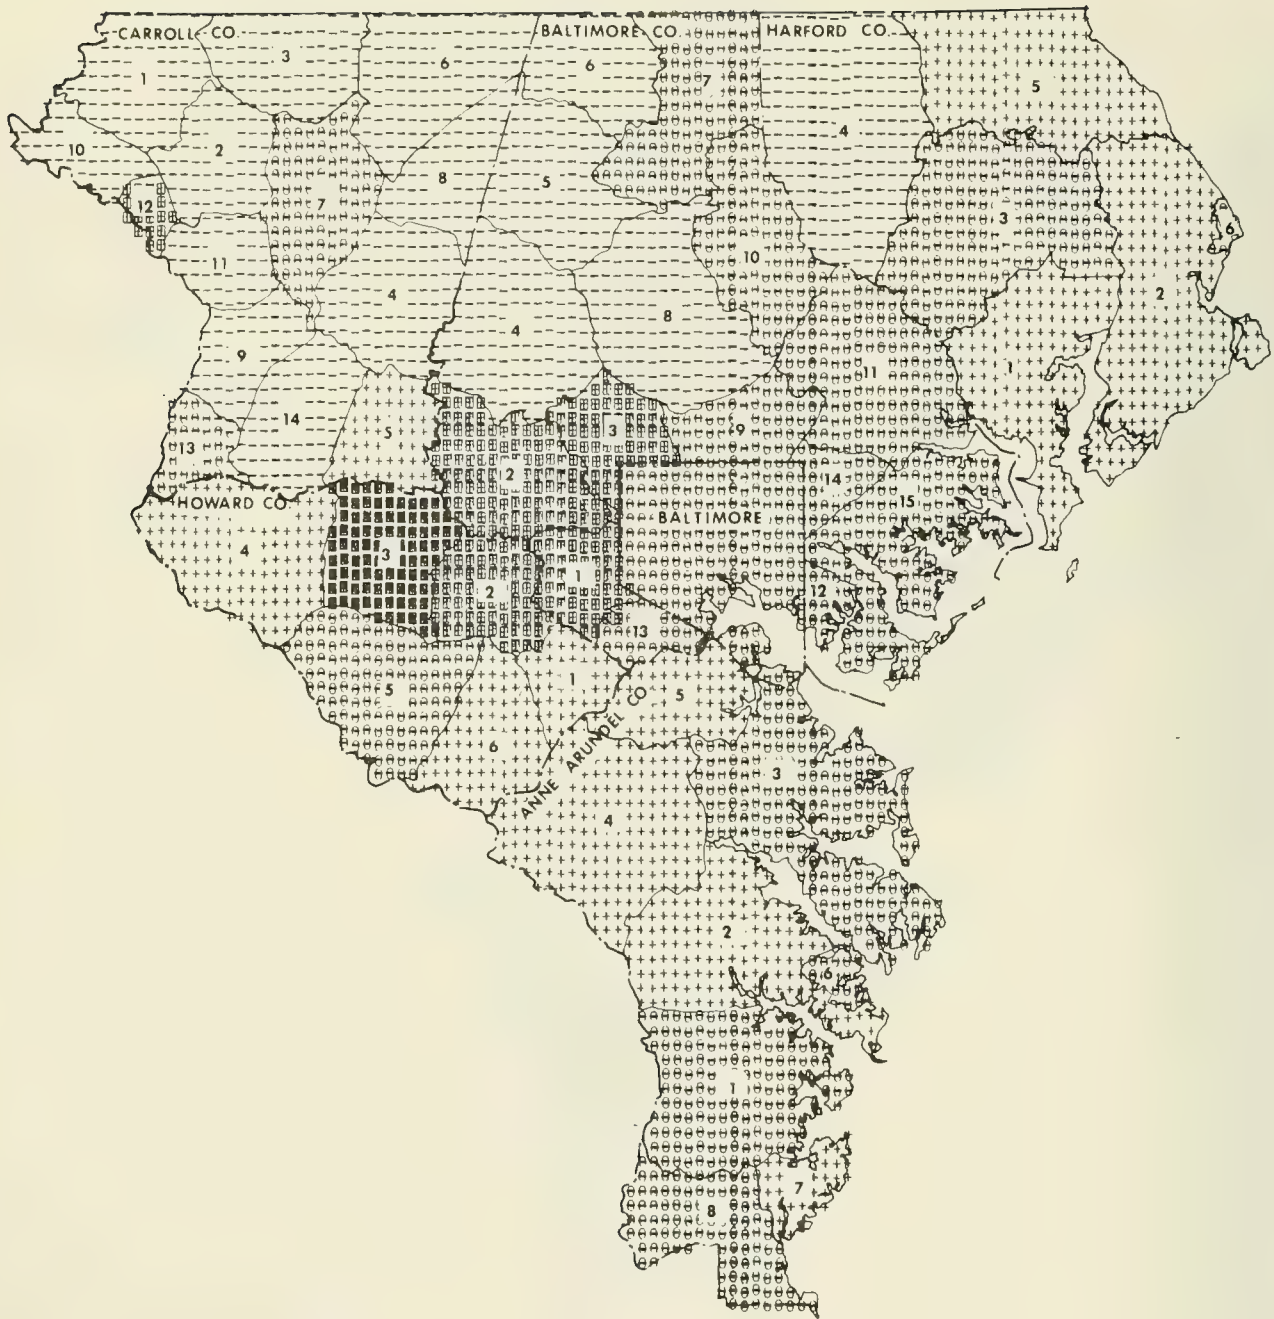 CARROLL CO. BALTIMORE CO. HARFORD CO.
3 6 6 7
1 5
4
10 2
8 5
12 7 3 6
11 10
4 2
4 8
9
11 1
14 5 3 9
13
2 14 15
HOWARD CO. BALTIMORE
4 3
2 1 12
13
5 1 5
6 ANNE ARUNDEL CO.
3
4
2
6
1
7
8